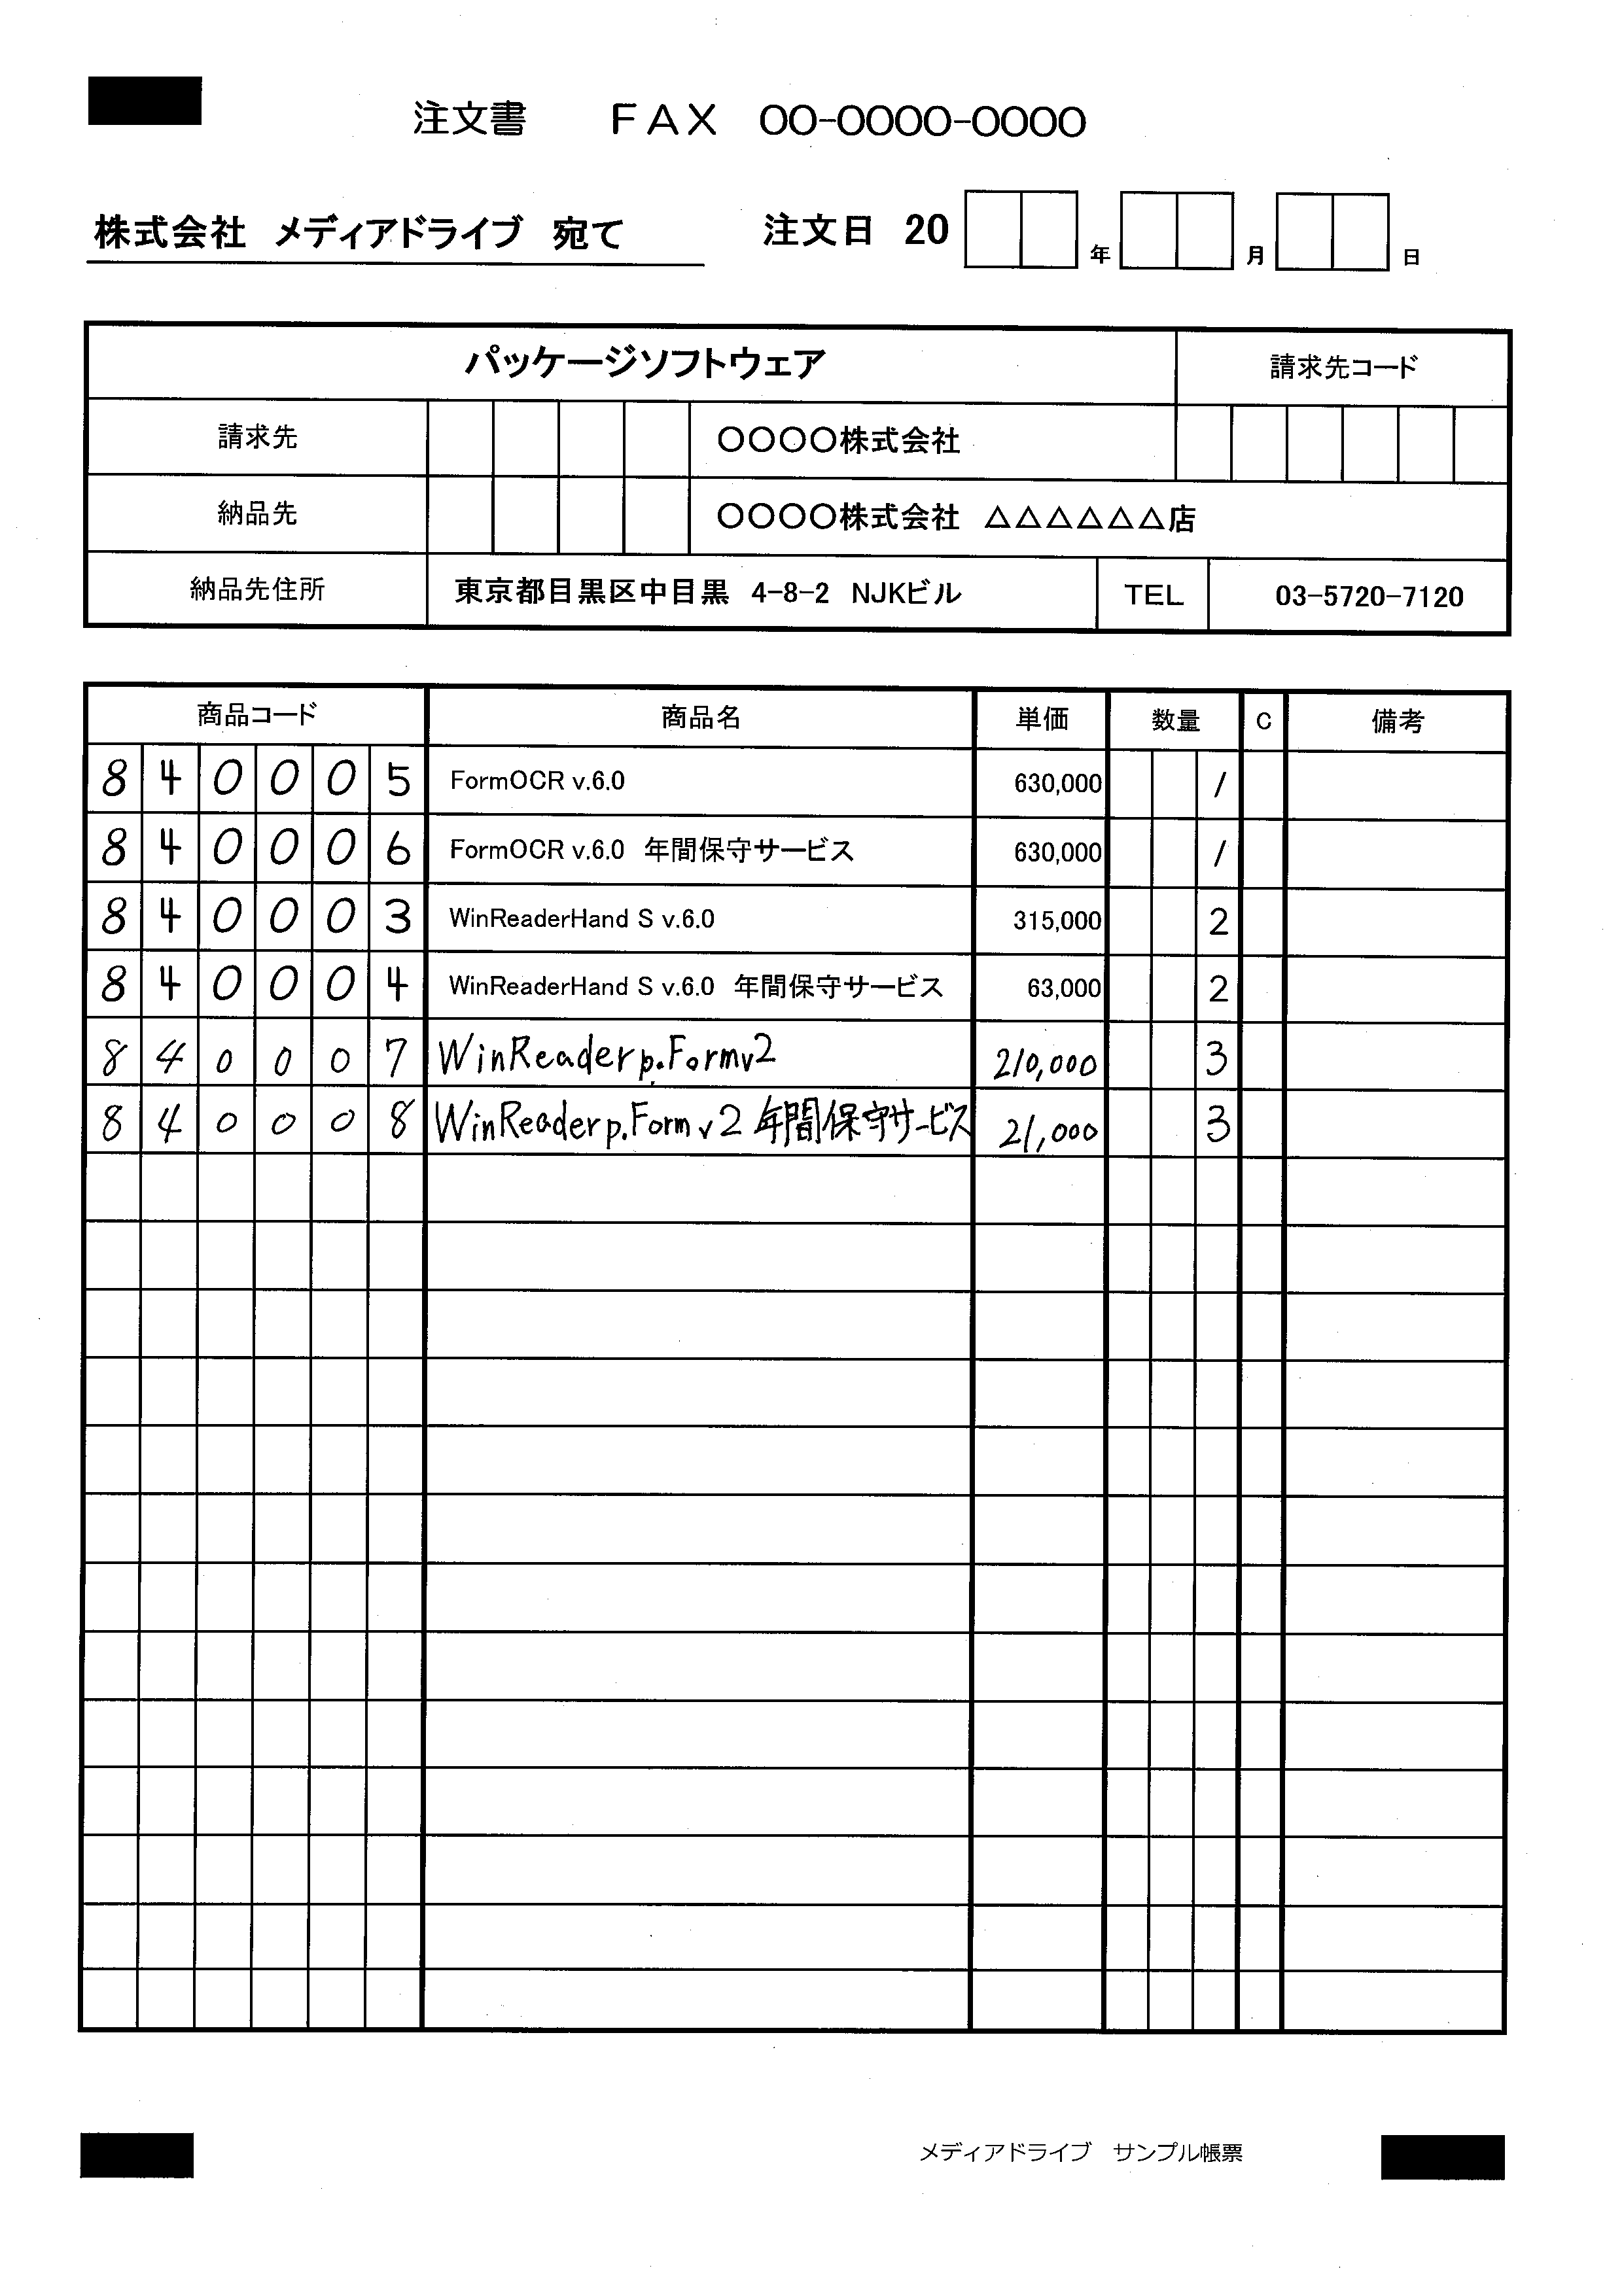 注文書 FAX 00-0000-0000
株式会社 メディアドライブ 宛て 注文日 20 年 月 日
パッケージソフトウェア 請求先コード
請求先 〇〇〇〇株式会社
納品先 〇〇〇〇株式会社 △△△△△△店
納品先住所 東京都目黒区中目黒 4-8-2 NJKビル TEL 03-5720-7120
商品コード 商品名 単価 数量 C 備考
840005 FormOCR v.6.0 630,000 1
840006 FormOCR v.6.0 年間保守サービス 630,000 1
840003 WinReaderHand S v.6.0 315,000 2
840004 WinReaderHand S v.6.0 年間保守サービス 63,000 2
840007 WinReader p.Form v2 210,000 3
840008 WinReader p.Form v2 年間保守サービス 21,000 3
メディアドライブ サンプル帳票